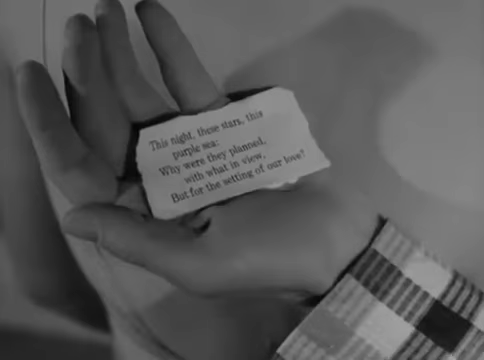 This night, these stars, this
purple sea:
Why were they planned,
with what in view,
But for the setting of our love?